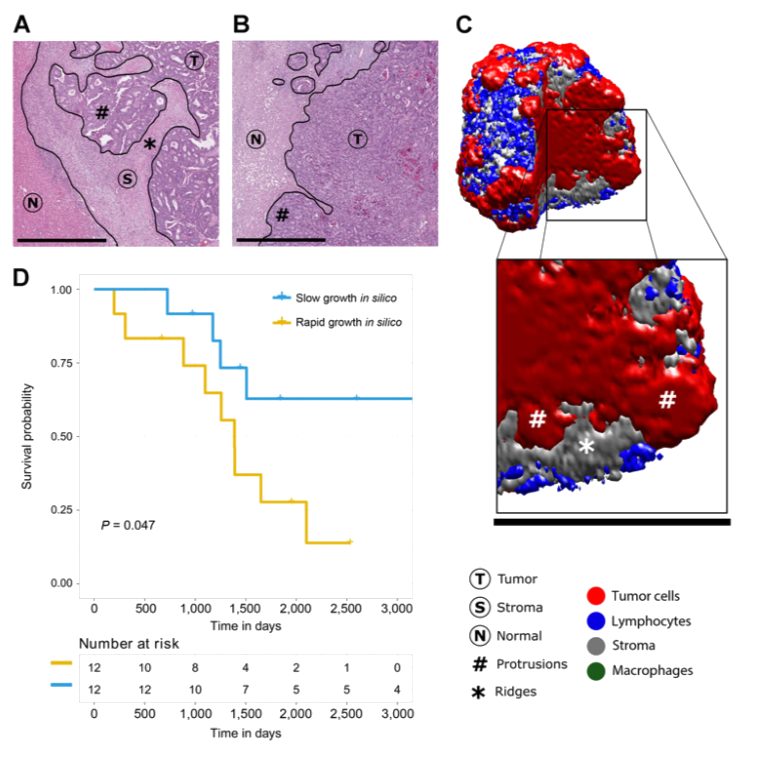 A
B
C
T
#
*
S
N
N
T
#
#
#
*
D
1.00
0.75
0.50
0.25
0.00
Survival probability
Slow growth in silico
Rapid growth in silico
P = 0.047
0 500 1,000 1,500 2,000 2,500 3,000
Time in days
Number at risk
12 10 8 4 2 1 0
12 12 10 7 5 5 4
0 500 1,000 1,500 2,000 2,500 3,000
Time in days
T Tumor
S Stroma
N Normal
# Protrusions
* Ridges
Tumor cells
Lymphocytes
Stroma
Macrophages